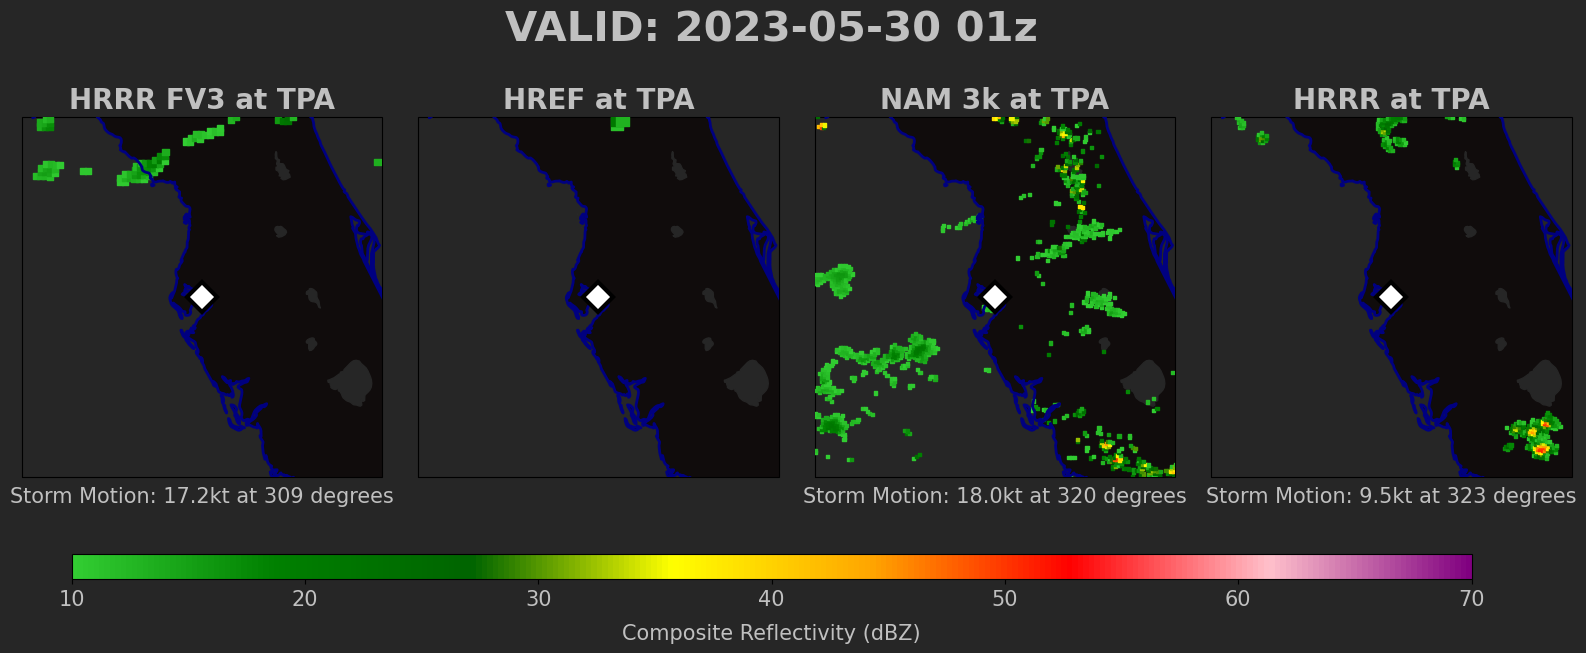 VALID: 2023-05-30 01z
HRRR FV3 at TPA
HREF at TPA
NAM 3k at TPA
HRRR at TPA
Storm Motion: 17.2kt at 309 degrees
Storm Motion: 18.0kt at 320 degrees
Storm Motion: 9.5kt at 323 degrees
10 20 30 40 50 60 70
Composite Reflectivity (dBZ)